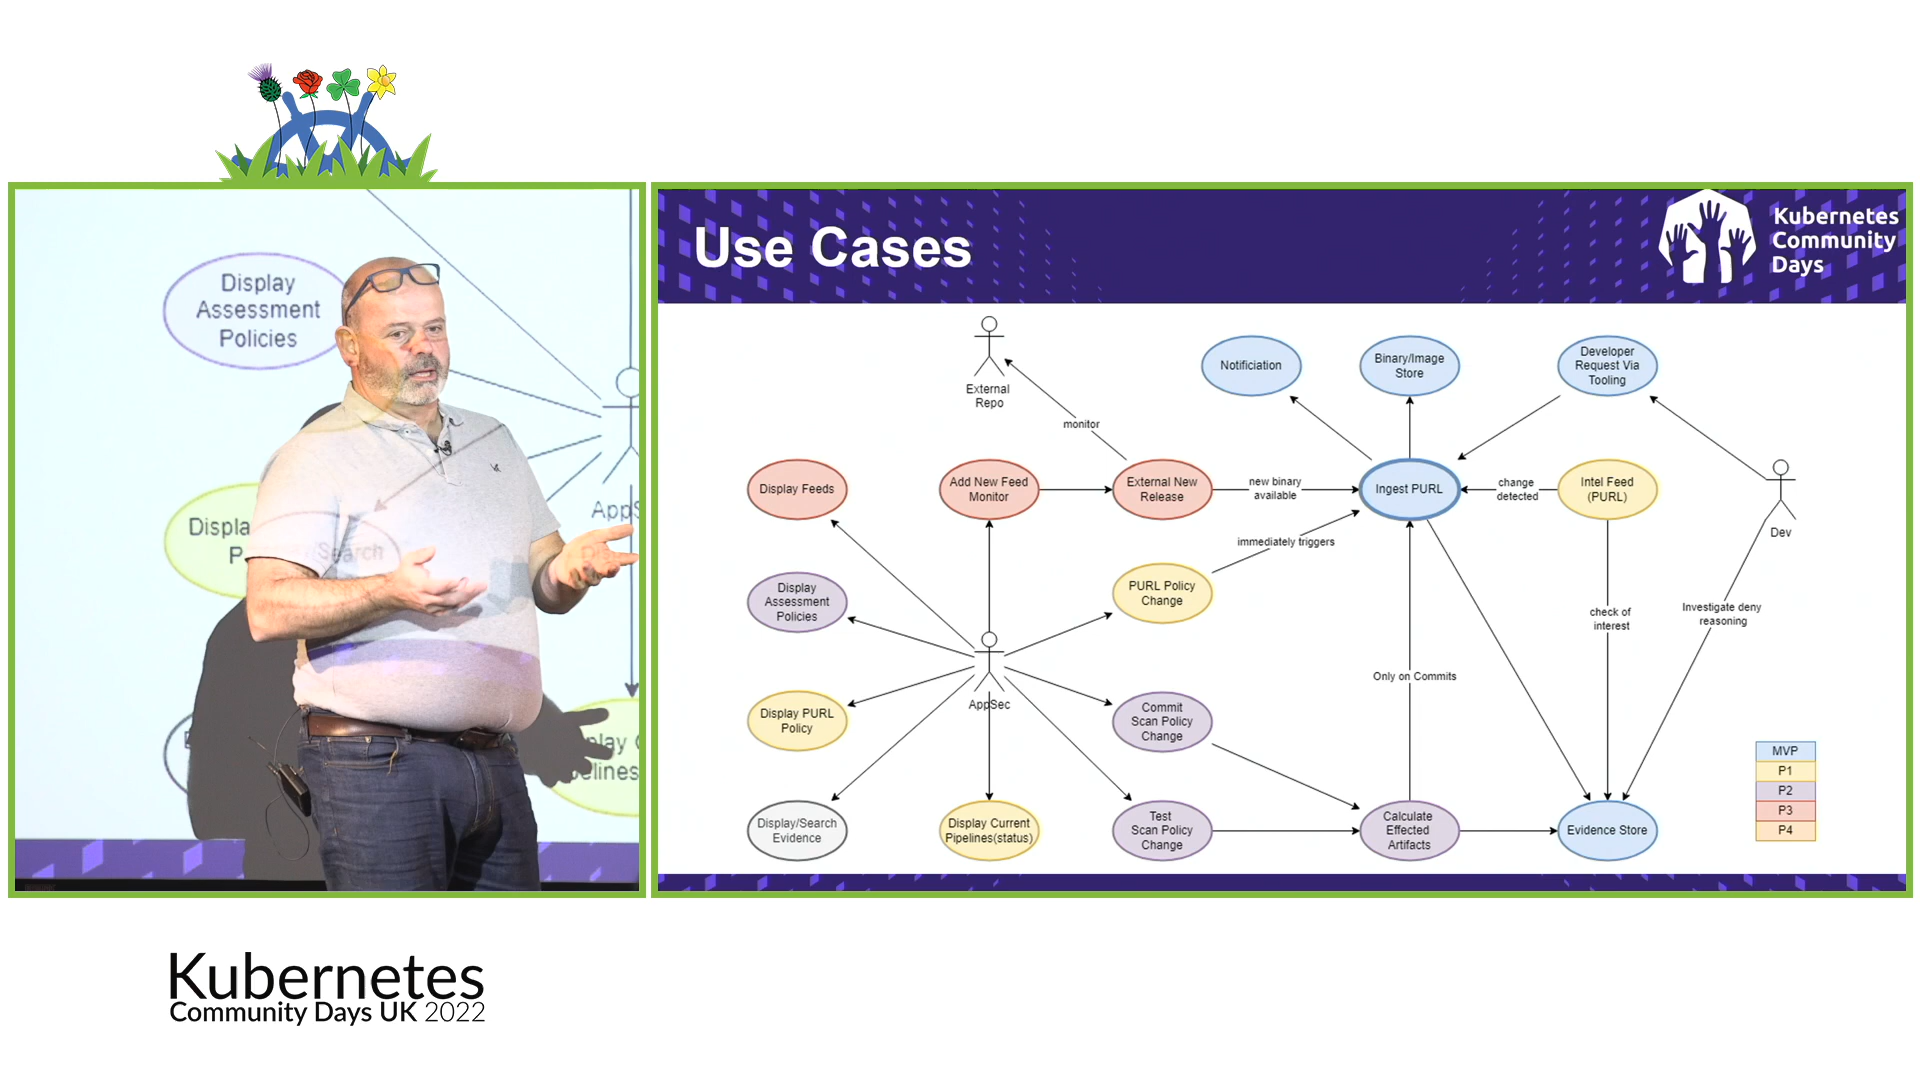 Display
Assessment
Policies
Search
Use Cases
Kubernetes
Community
Days
External
Repo
monitor
Notificiation
Binary/Image
Store
Developer
Request Via
Tooling
Display Feeds
Add New Feed
Monitor
External New
Release
new binary
available
Ingest PURL
change
detected
Intel Feed
(PURL)
Dev
immediately triggers
Display
Assessment
Policies
PURL Policy
Change
check of
interest
Investigate deny
reasoning
AppSec
Only on Commits
Display PURL
Policy
Commit
Scan Policy
Change
MVP
P1
P2
P3
P4
Display/Search
Evidence
Display Current
Pipelines(status)
Test
Scan Policy
Change
Calculate
Effected
Artifacts
Evidence Store
Kubernetes
Community Days UK 2022